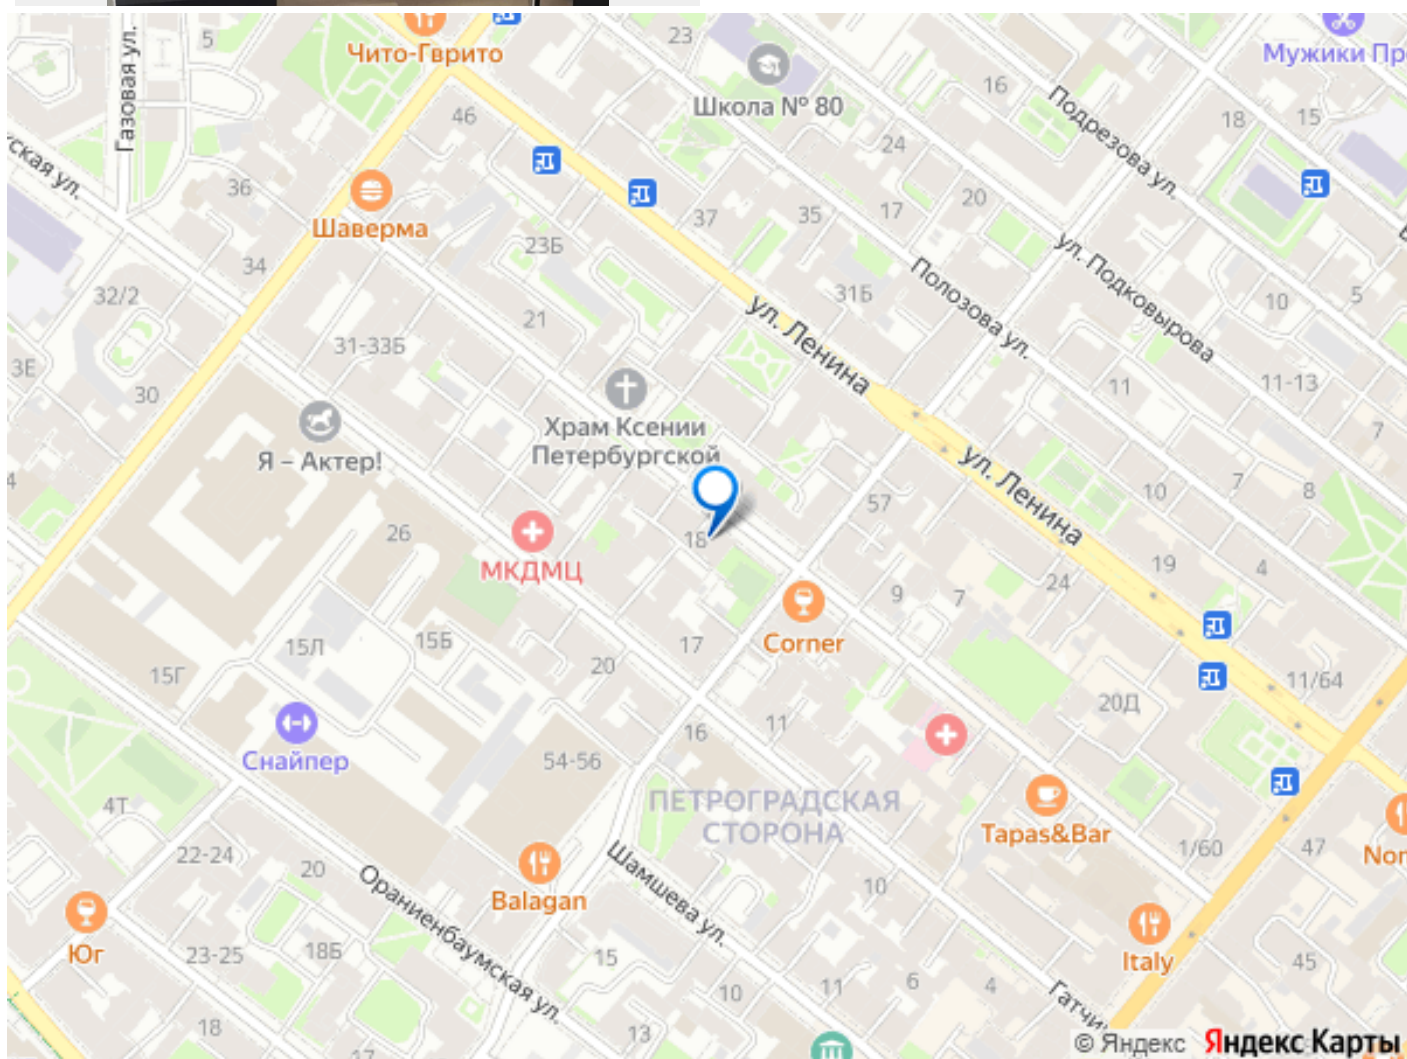 5
Газовая ул.
Чито-Гврито
23
Школа № 80
16
Мужики Пр
Подрезова ул.
18
15
46
24
ская ул.
36
Шаверма
37
35
17
20
23Б
ул. Подковырова
34
Полозова ул.
32/2
31Б
10
5
21
ул. Ленина
31-33Б
3Е
30
11
11-13
Храм Ксении
Петербургской
7
Я – Актер!
4
ул. Ленина
7
8
10
57
26
18
МКДМЦ
19
4
24
9
7
Corner
15Л
15Б
17
20
15Г
11/64
20Д
11
16
Снайпер
54-56
ПЕТРОГРАДСКАЯ
СТОРОНА
4Т
Tapas&Bar
22-24
20
1/60
47
Nor
Шамшева ул.
Ораниенбаумская ул.
10
Balagan
Юг
23-25
18Б
15
Italy
45
6
4
11
10
Гатчи
18
17
13
© Яндекс Яндекс Карты